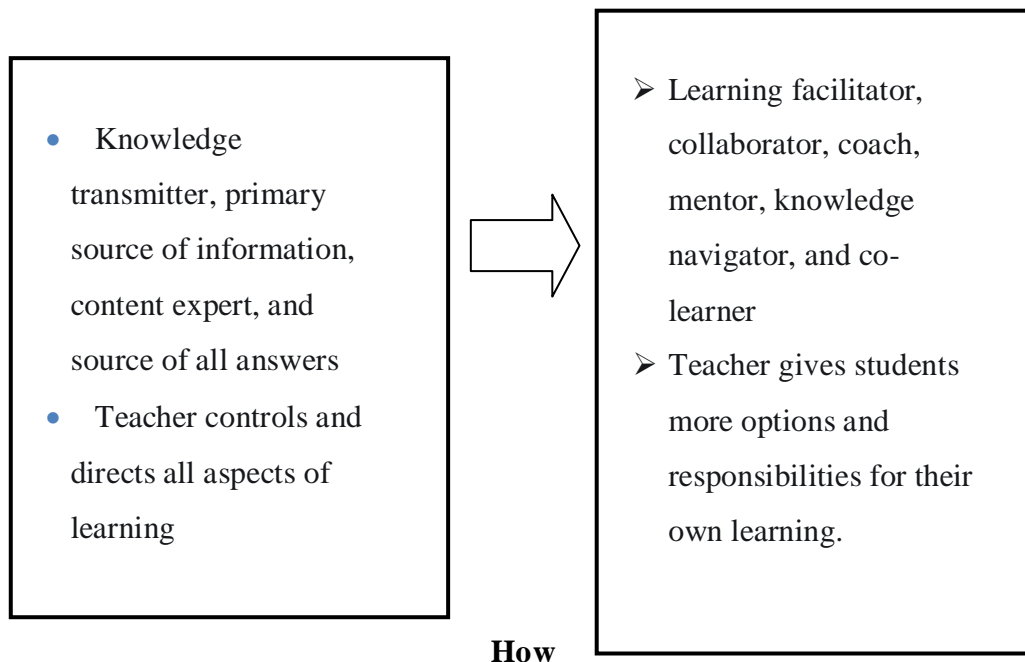 • Knowledge
transmitter, primary
source of information,
content expert, and
source of all answers
• Teacher controls and
directs all aspects of
learning
➢ Learning facilitator,
collaborator, coach,
mentor, knowledge
navigator, and co-
learner
➢ Teacher gives students
more options and
responsibilities for their
own learning.
How